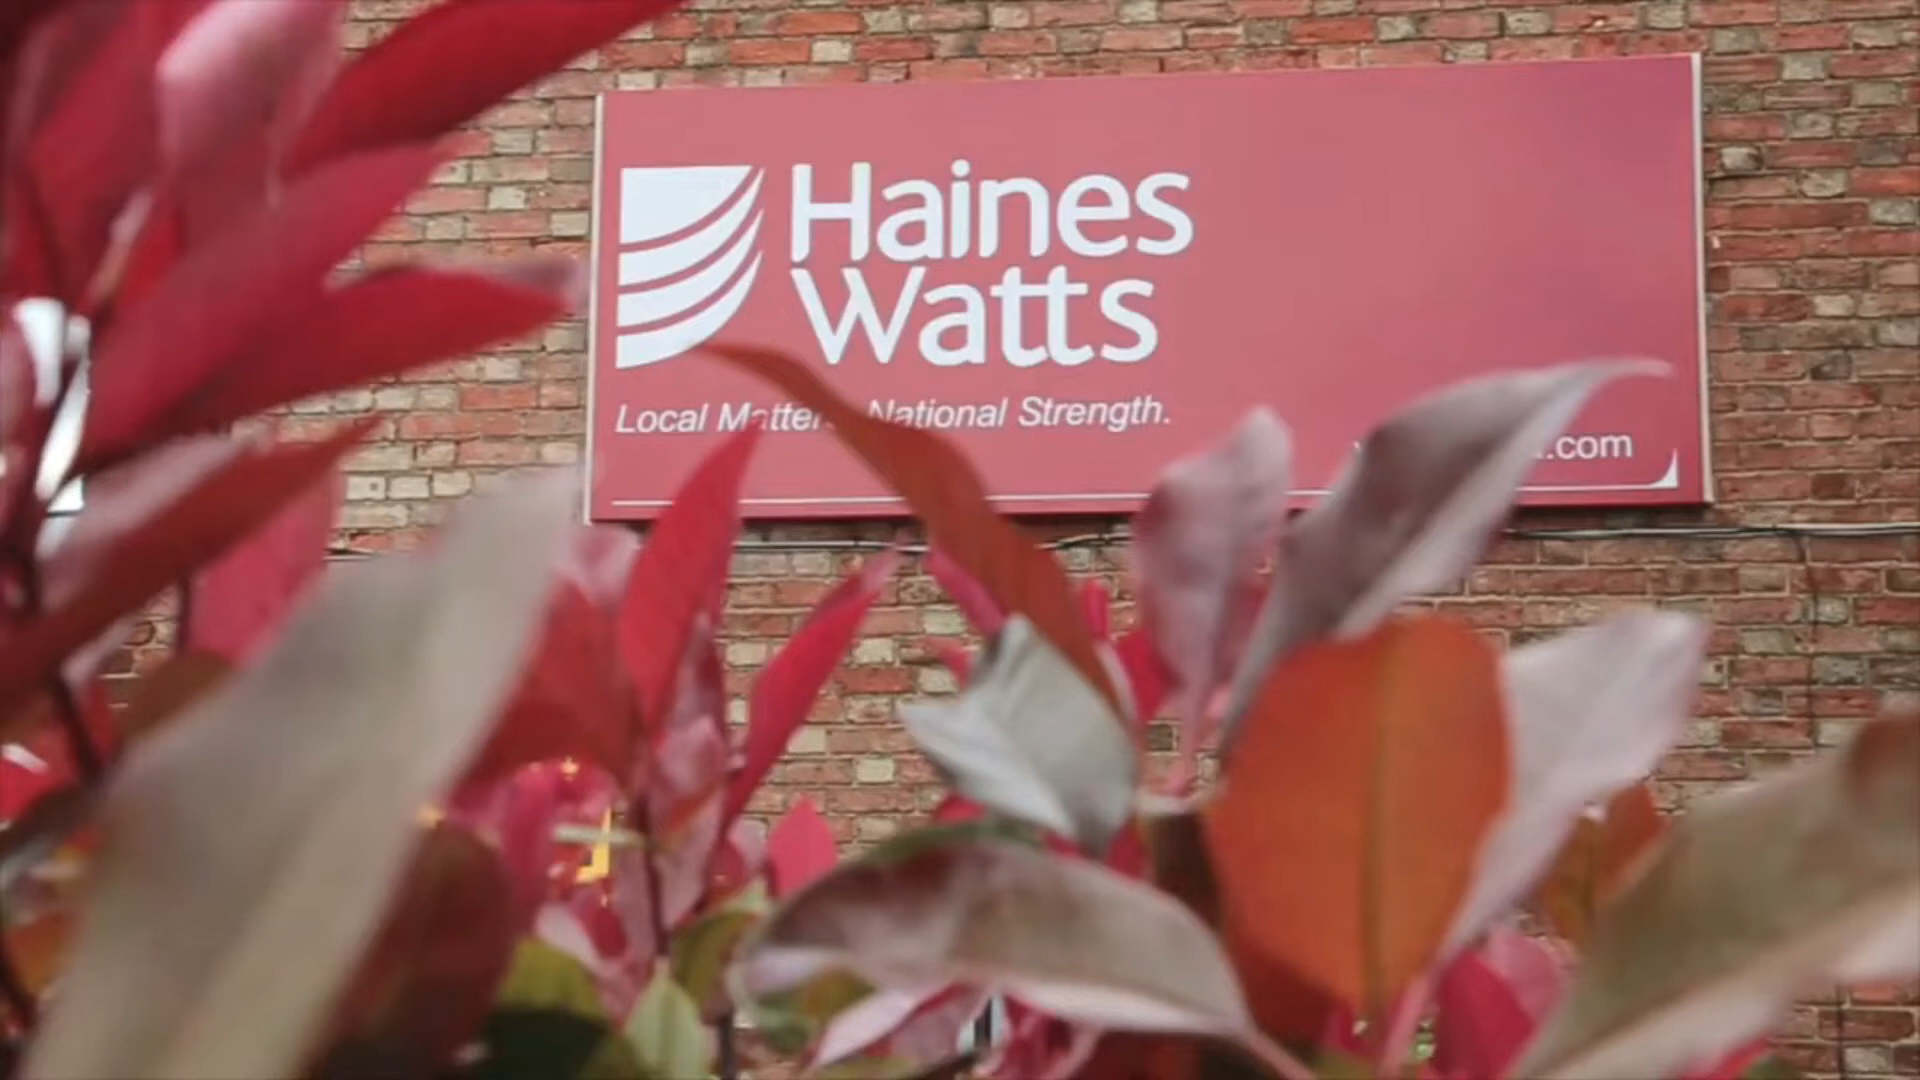 Haines
Watts
Local National Strength.
.com